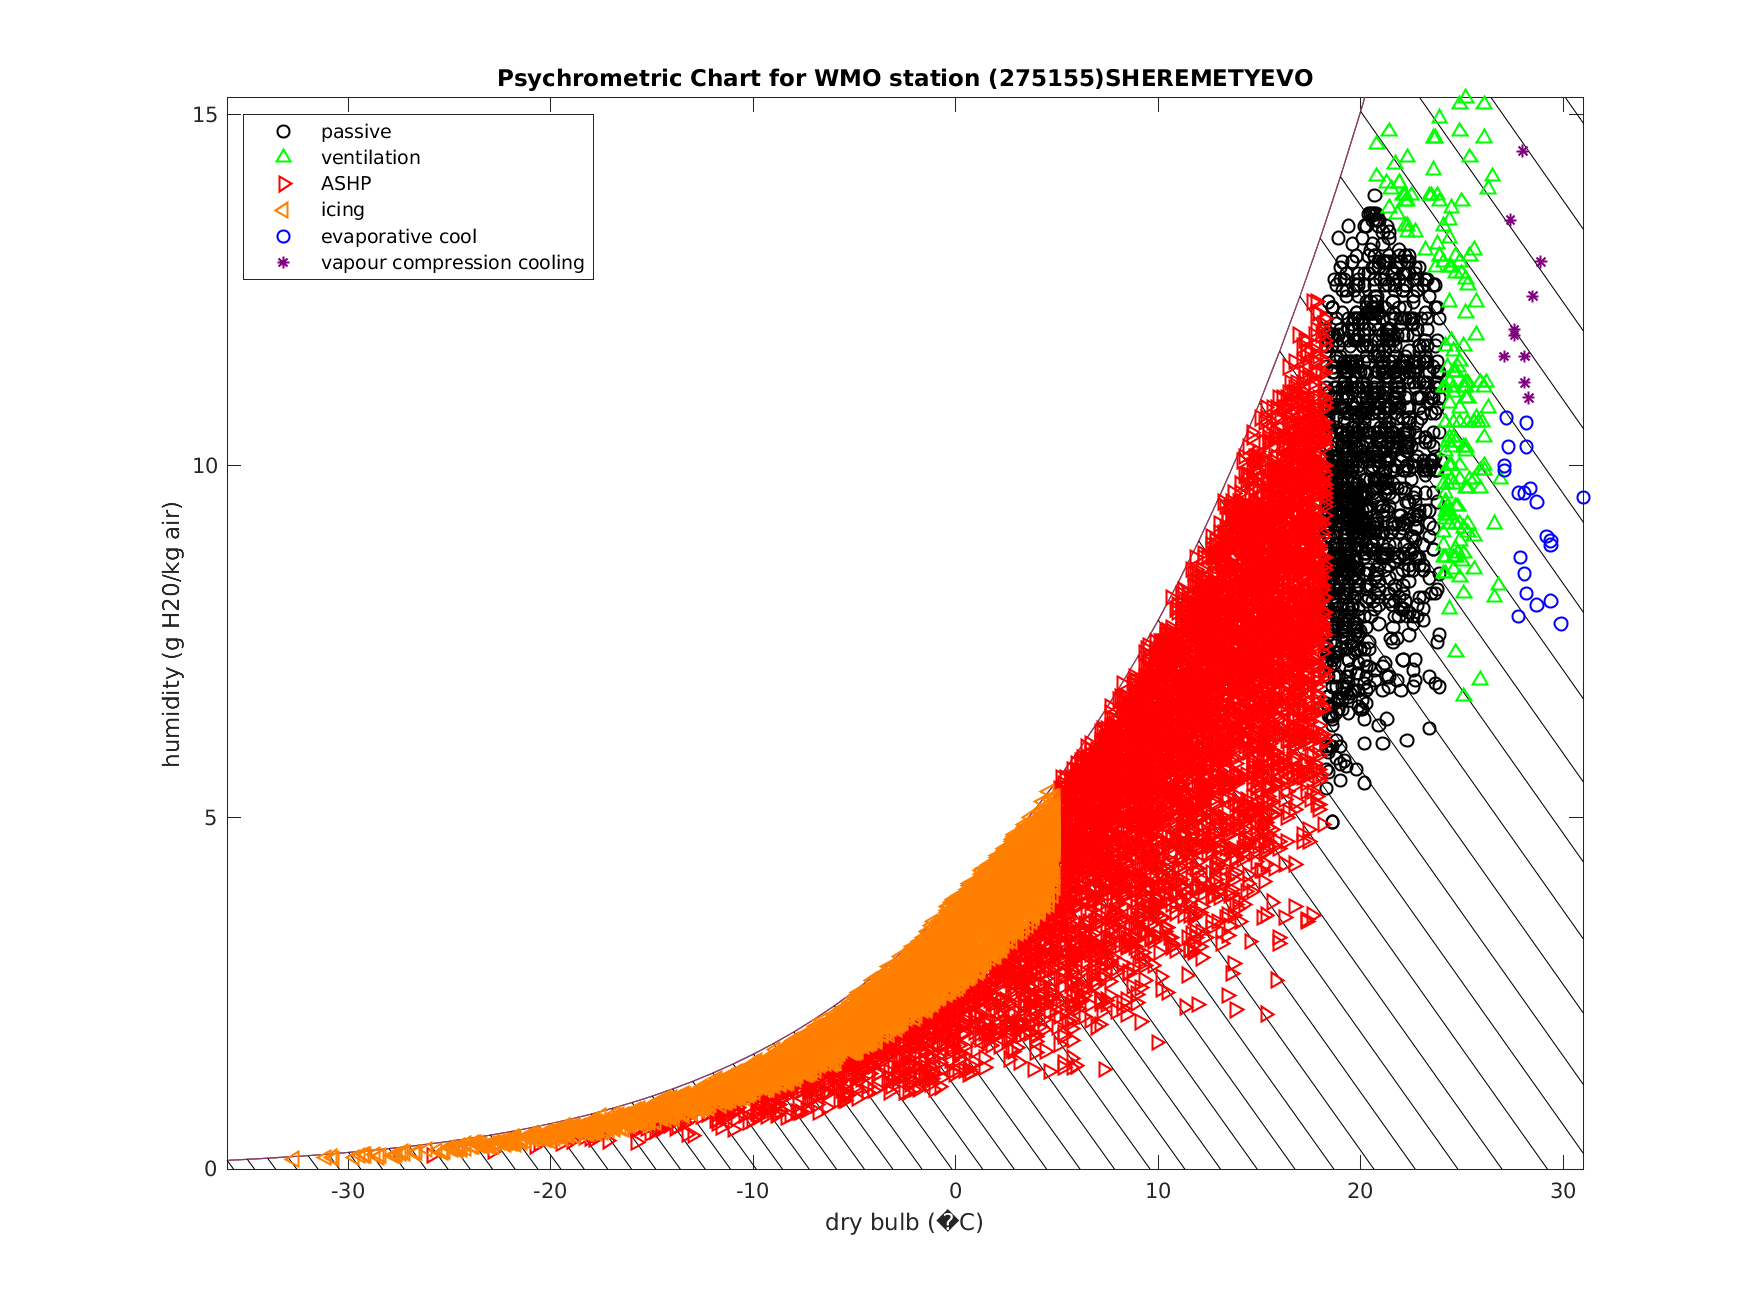 Psychrometric Chart for WMO station (275155)SHEREMETYEVO
passive
ventilation
ASHP
icing
evaporative cool
vapour compression cooling
humidity (g H20/kg air)
15
10
5
0
-30 -20 -10 0 10 20 30
dry bulb (�C)